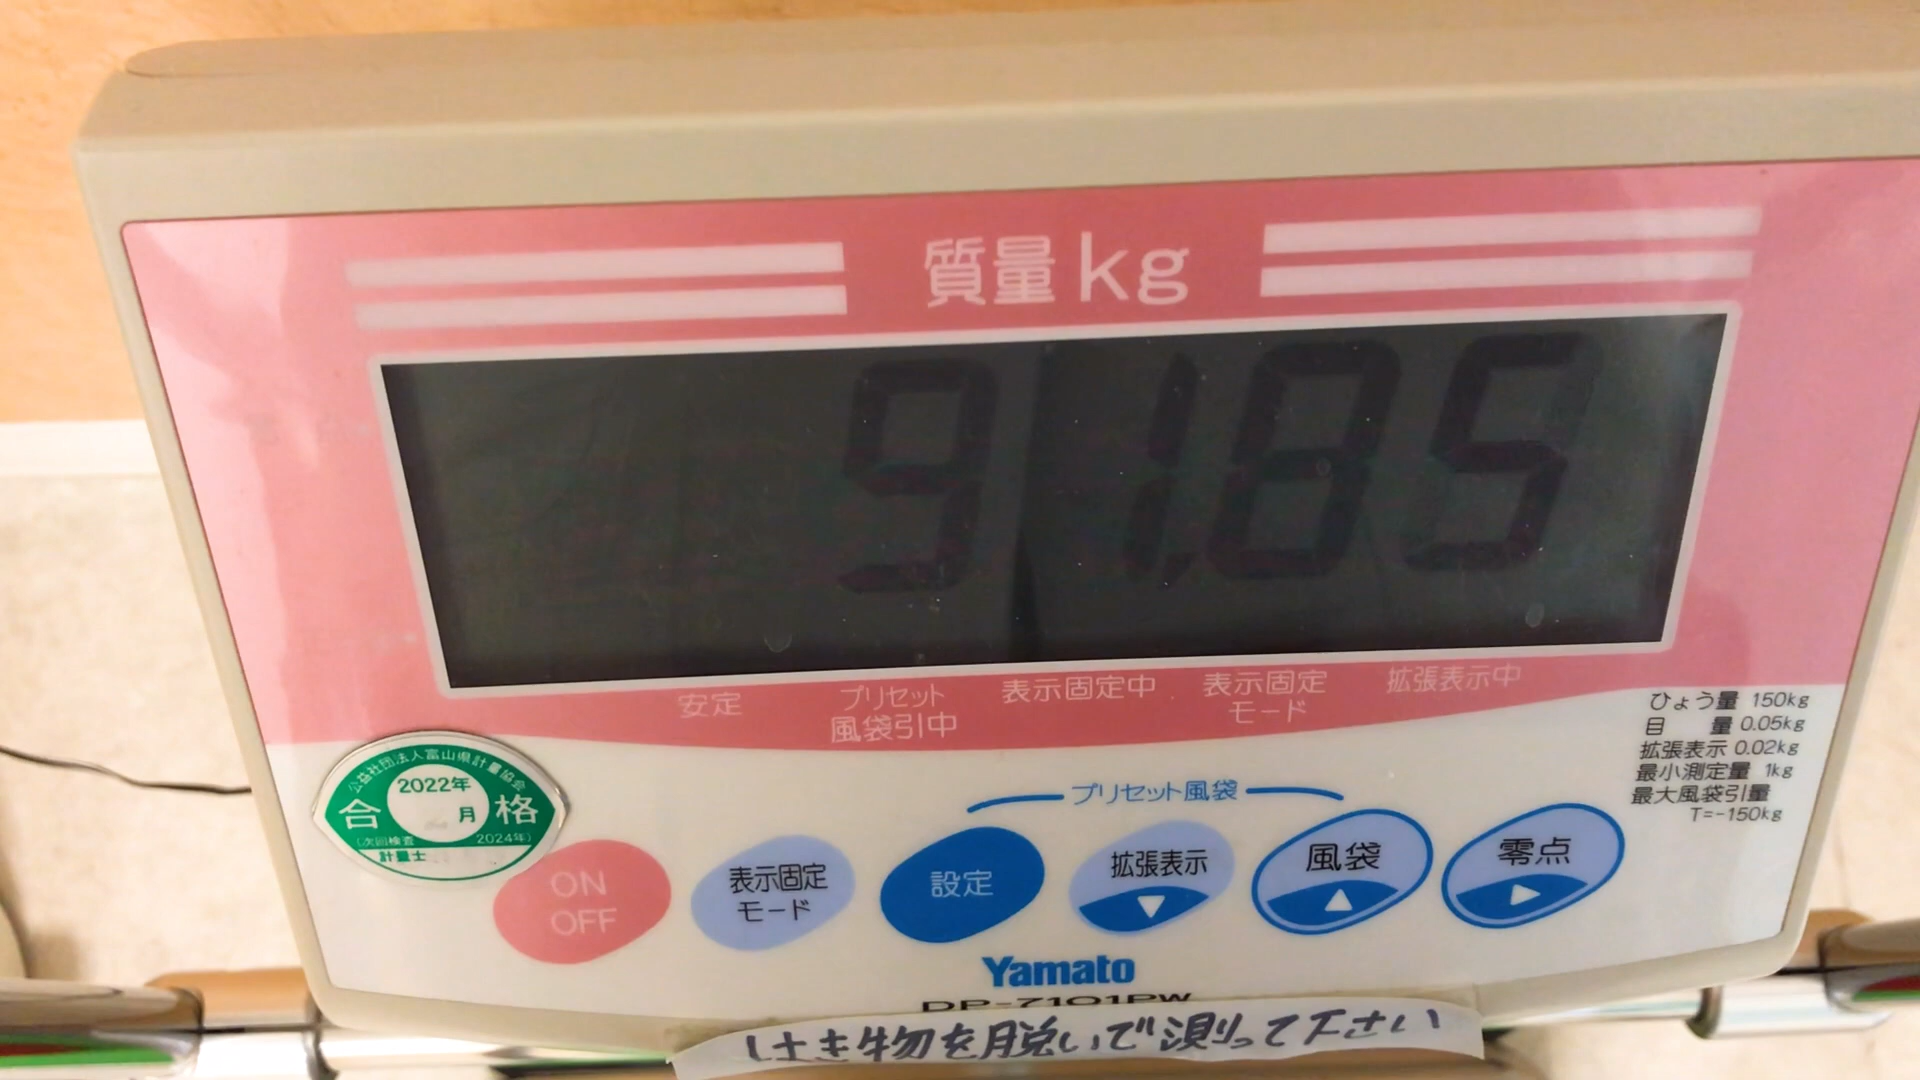 質量kg
91.85
安定
プリセット
風袋引中
表示固定中
表示固定
モード
拡張表示中
ひょう量 150kg
目 量 0.05kg
拡張表示 0.02kg
最小測定量 1kg
最大風袋引量
T=-150kg
公益社団法人富山県計量協会
2022年
合 月 格
(次回検査 2024年)
計量士
プリセット風袋
ON
OFF
表示固定
モード
設定
拡張表示
風袋
零点
Yamato
DP-7101PW
はき物を脱いで測って下さい